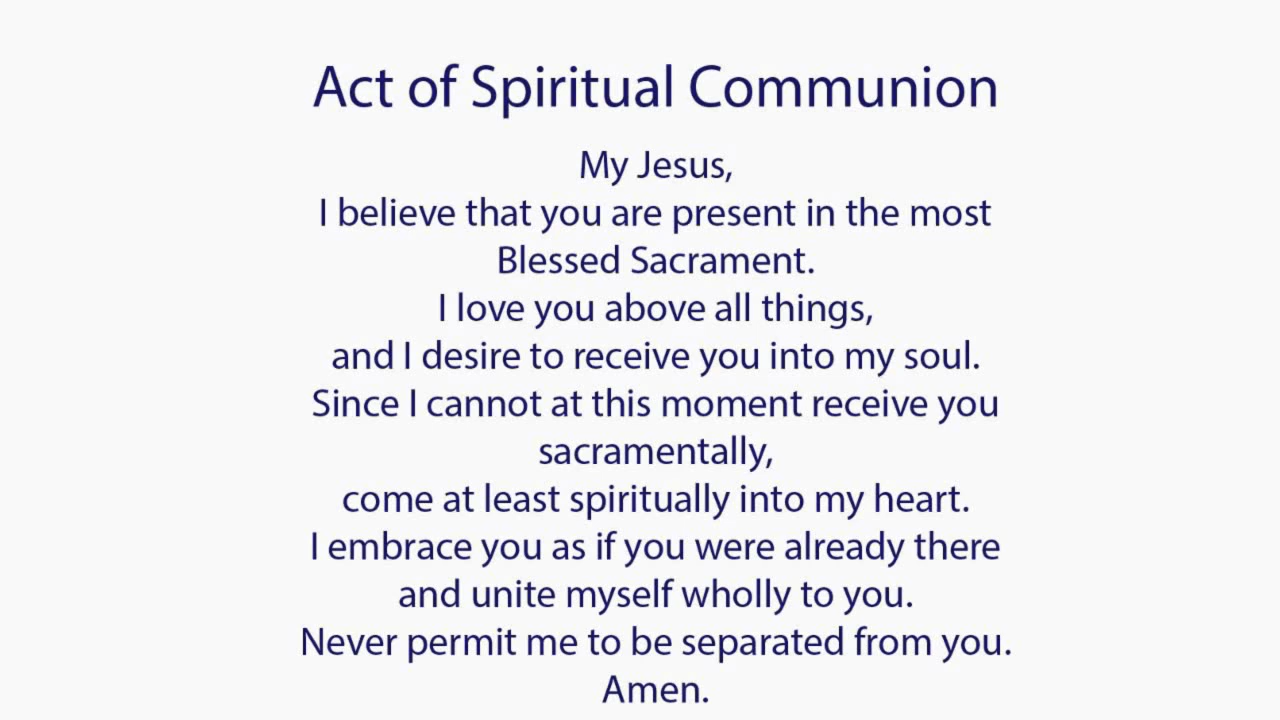 Act of Spiritual Communion
My Jesus,
I believe that you are present in the most
Blessed Sacrament.
I love you above all things,
and I desire to receive you into my soul.
Since I cannot at this moment receive you
sacramentally,
come at least spiritually into my heart.
I embrace you as if you were already there
and unite myself wholly to you.
Never permit me to be separated from you.
Amen.